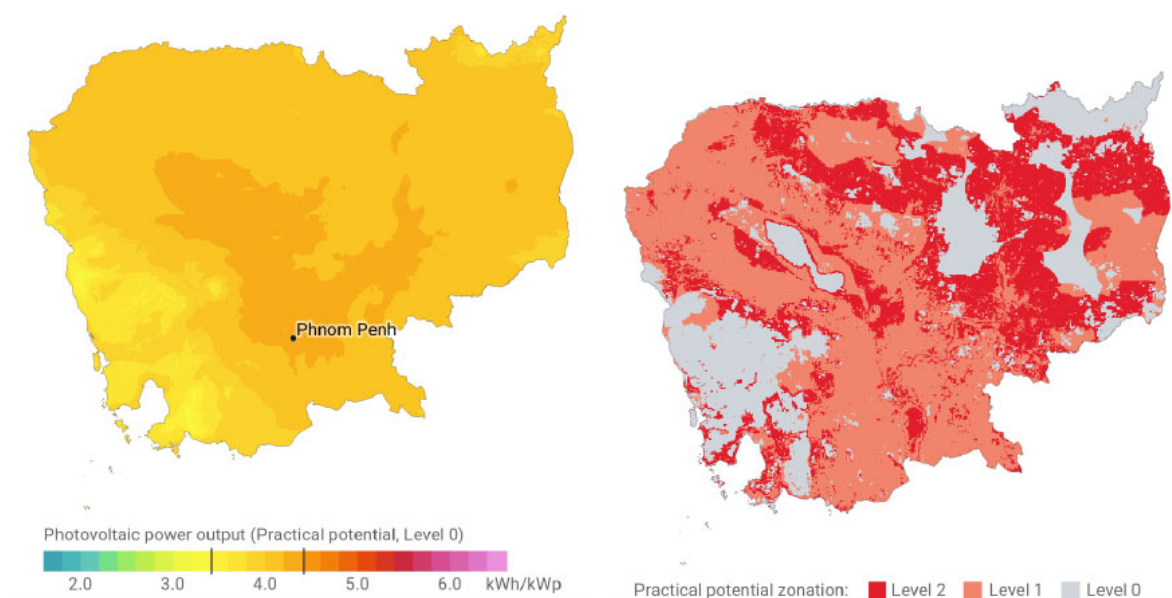 Phnom Penh
Photovoltaic power output (Practical potential, Level 0)
2.0 3.0 4.0 5.0 6.0 kWh/kWp
Practical potential zonation: Level 2 Level 1 Level 0